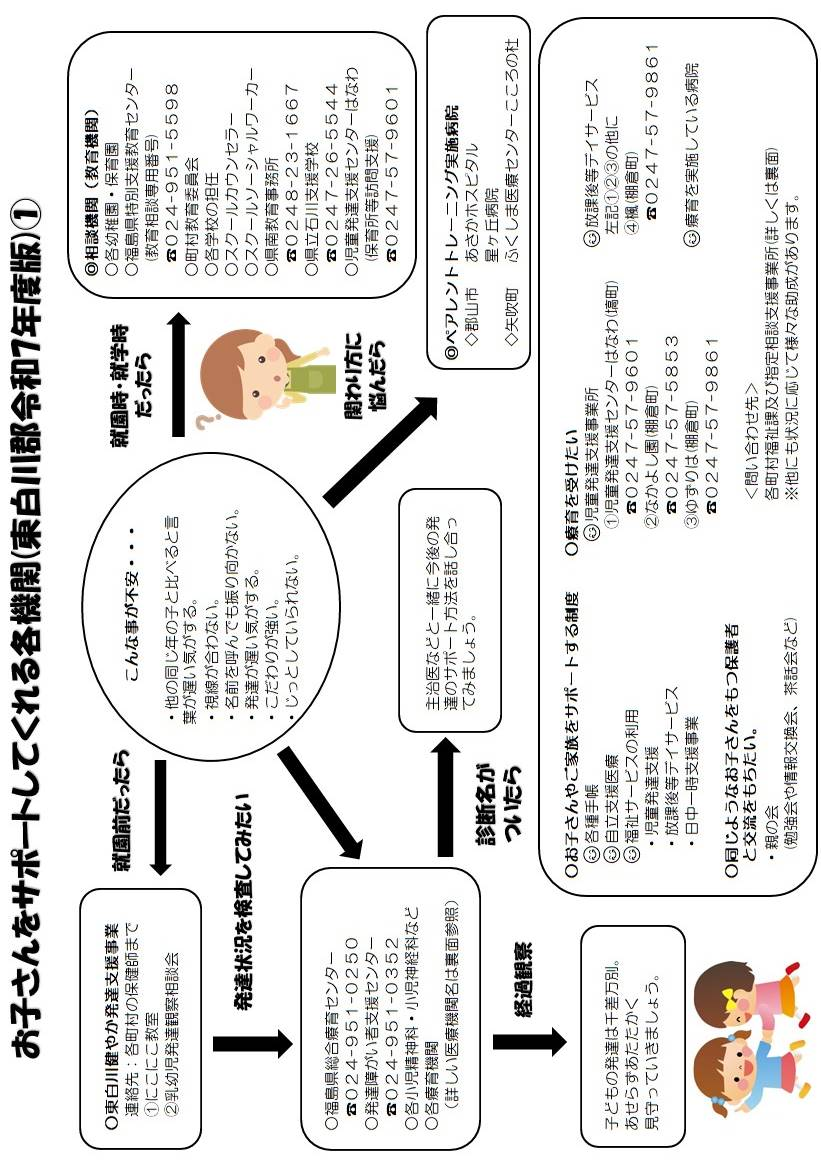 お子さんをサポートしてくれる各機関(東白川郡令和7年度版)①
就園前だったら
○東白川健やか発達支援事業
連絡先：各町村の保健師まで
①にこにこ教室
②乳幼児発達観察相談会
こんな事が不安・・・
・他の同じ年の子と比べると言
葉が遅い気がする。
・視線が合わない。
・名前を呼んでも振り向かない。
・発達が遅い気がする。
・こだわりが強い。
・じっとしていられない。
就園時・就学時
だったら
◎相談機関（教育機関）
○各幼稚園・保育園
○福島県特別支援教育センター
(教育相談専用番号)
☎024-951-5598
○町村教育委員会
○各学校の担任
○スクールカウンセラー
○スクールソーシャルワーカー
○県南教育事務所
☎0248-23-1667
○県立石川支援学校
☎0247-26-5544
○児童発達支援センターはなわ
(保育所等訪問支援)
☎0247-57-9601
発達状況を検査してみたい
関わり方に
悩んだら
○福島県総合療育センター
☎024-951-0250
○発達障がい者支援センター
☎024-951-0352
○各小児精神科・小児神経科など
○各療育機関
（詳しい医療機関名は裏面参照）
診断名が
ついたら
主治医などと一緒に今後の発
達のサポート方法を話し合っ
てみましょう。
◎ペアレントトレーニング実施病院
◇郡山市 あさかホスピタル
星ヶ丘病院
◇矢吹町 ふくしま医療センターこころの杜
経過観察
子どもの発達は千差万別。
あせらずあたたかく
見守っていきましょう。
○お子さんやご家族をサポートする制度
☺各種手帳
☺自立支援医療
☺福祉サービスの利用
・児童発達支援
・放課後等デイサービス
・日中一時支援事業
○同じようなお子さんをもつ保護者
と交流をもちたい。
・親の会
(勉強会や情報交換会、茶話会など)
○療育を受けたい
☺児童発達支援事業所
①児童発達支援センターはなわ(塙町)
☎0247-57-9601
②なかよし園(棚倉町)
☎0247-57-5853
③ゆずりは(棚倉町)
☎0247-57-9861
☺放課後等デイサービス
左記①②③の他に
④楓(棚倉町)
☎0247-57-9861
☺療育を実施している病院
＜問い合わせ先＞
各町村福祉課及び指定相談支援事業所(詳しくは裏面)
※他にも状況に応じて様々な助成があります。